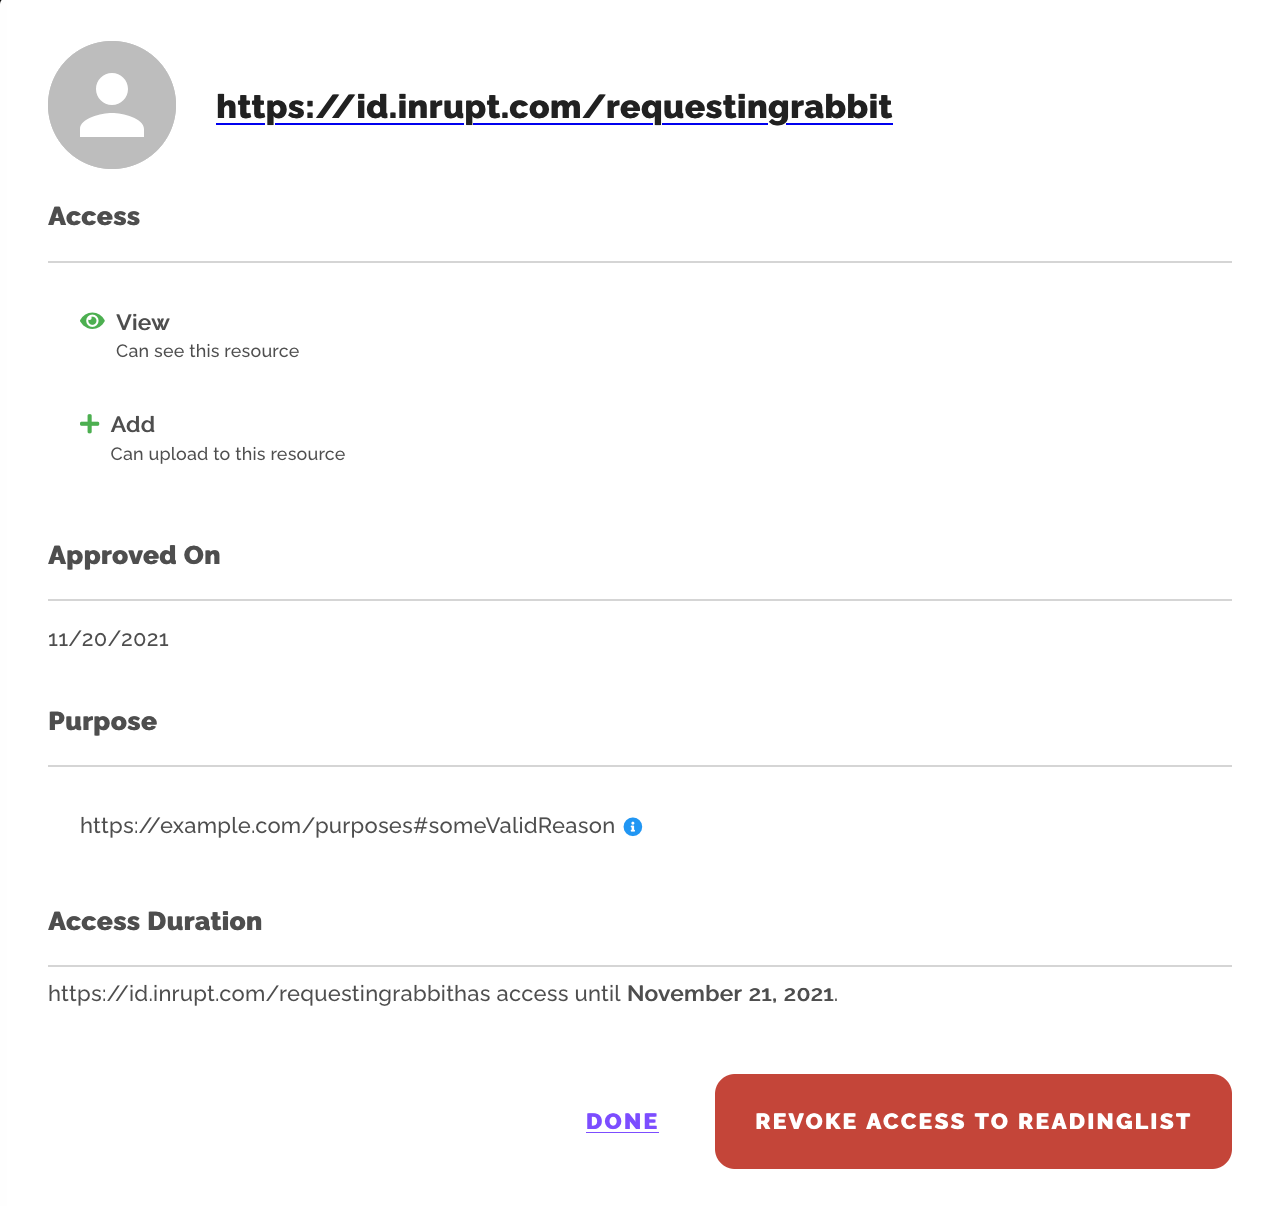 https://id.inrupt.com/requestingrabbit
Access
View
Can see this resource
Add
Can upload to this resource
Approved On
11/20/2021
Purpose
https://example.com/purposes#someValidReason
Access Duration
https://id.inrupt.com/requestingrabbithas access until November 21, 2021.
DONE
REVOKE ACCESS TO READINGLIST